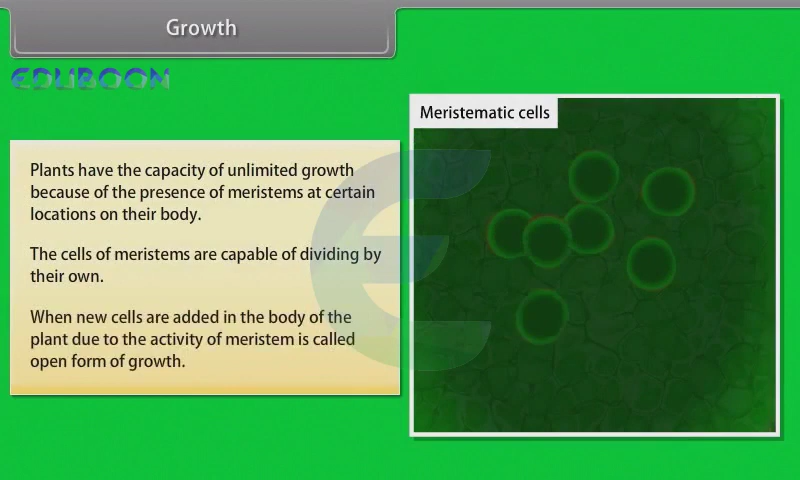 Growth
EDUBOON
Meristematic cells
Plants have the capacity of unlimited growth
because of the presence of meristems at certain
locations on their body.
The cells of meristems are capable of dividing by
their own.
When new cells are added in the body of the
plant due to the activity of meristem is called
open form of growth.